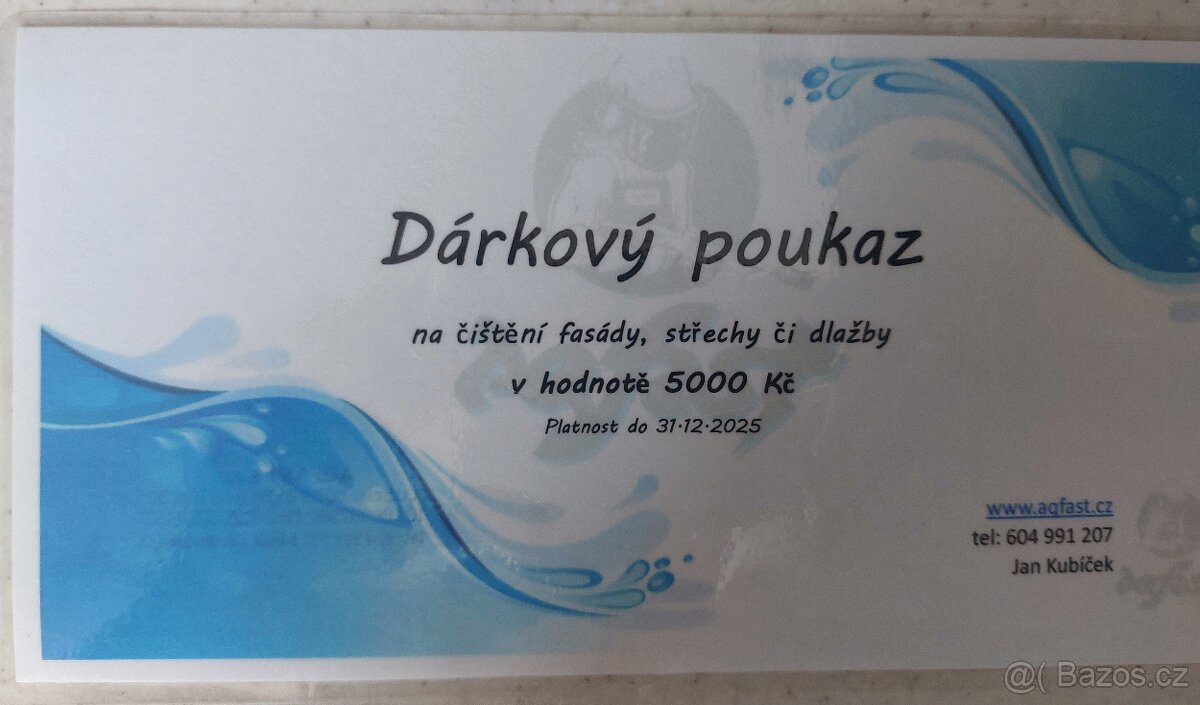 Dárkový poukaz
na čištění fasády, střechy či dlažby
v hodnotě 5000 Kč
Platnost do 31.12.2025
www.aqfast.cz
tel: 604 991 207
Jan Kubíček
@( Bazos.cz